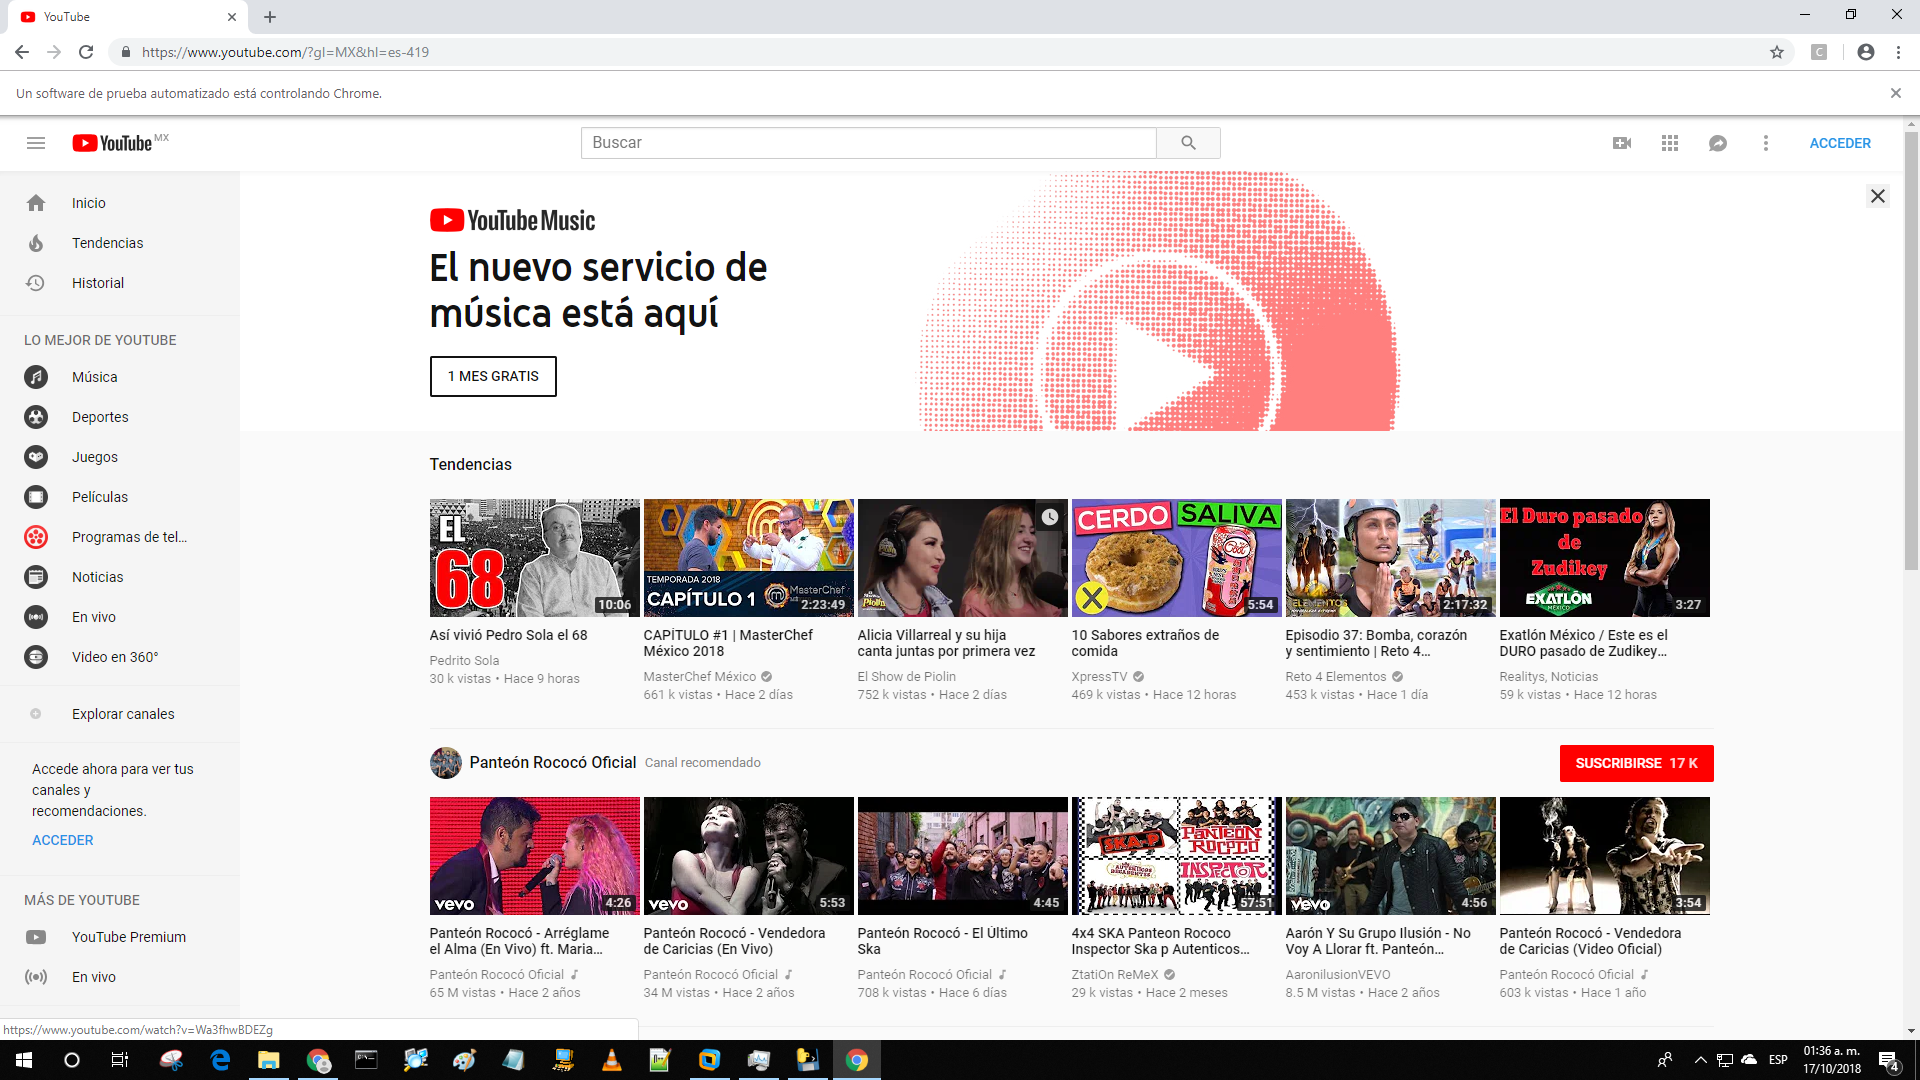 YouTube
https://www.youtube.com/?gl=MX&hl=es-419
Un software de prueba automatizado está controlando Chrome.
YouTube MX
Buscar
ACCEDER
Inicio
Tendencias
Historial
LO MEJOR DE YOUTUBE
Música
Deportes
Juegos
Películas
Programas de tel...
Noticias
En vivo
Video en 360°
Explorar canales
Accede ahora para ver tus
canales y
recomendaciones.
ACCEDER
MÁS DE YOUTUBE
YouTube Premium
En vivo
YouTube Music
El nuevo servicio de
música está aquí
1 MES GRATIS
Tendencias
EL
68
10:06
Así vivió Pedro Sola el 68
Pedrito Sola
30 k vistas • Hace 9 horas
TEMPORADA 2018
CAPÍTULO 1
MasterChef
2:23:49
CAPÍTULO #1 | MasterChef
México 2018
MasterChef México
661 k vistas • Hace 2 días
Piolín
Alicia Villarreal y su hija
canta juntas por primera vez
El Show de Piolin
752 k vistas • Hace 2 días
CERDO
SALIVA
5:54
10 Sabores extraños de
comida
XpressTV
469 k vistas • Hace 12 horas
ELEMENTOS
2:17:32
Episodio 37: Bomba, corazón
y sentimiento | Reto 4...
Reto 4 Elementos
453 k vistas • Hace 1 día
El Duro pasado
de
Zudikey
EXATLÓN
MÉXICO
3:27
Exatlón México / Este es el
DURO pasado de Zudikey...
Realitys, Noticias
59 k vistas • Hace 12 horas
Panteón Rococó Oficial
Canal recomendado
SUSCRIBIRSE 17 K
vevo
4:26
Panteón Rococó - Arréglame
el Alma (En Vivo) ft. Maria...
Panteón Rococó Oficial
65 M vistas • Hace 2 años
vevo
5:53
Panteón Rococó - Vendedora
de Caricias (En Vivo)
Panteón Rococó Oficial
34 M vistas • Hace 2 años
4:45
Panteón Rococó - El Último
Ska
Panteón Rococó Oficial
708 k vistas • Hace 6 días
SKA-P
PANTEÓN
ROCOCO
INSPECTOR
57:51
4x4 SKA Panteon Rococo
Inspector Ska p Autenticos...
ZtatiOn ReMeX
29 k vistas • Hace 2 meses
vevo
4:56
Aarón Y Su Grupo Ilusión - No
Voy A Llorar ft. Panteón...
AaronilusionVEVO
8.5 M vistas • Hace 2 años
3:54
Panteón Rococó - Vendedora
de Caricias (Video Oficial)
Panteón Rococó Oficial
603 k vistas • Hace 1 año
https://www.youtube.com/watch?v=Wa3fhwBDEZg
ESP
01:36 a. m.
17/10/2018
4